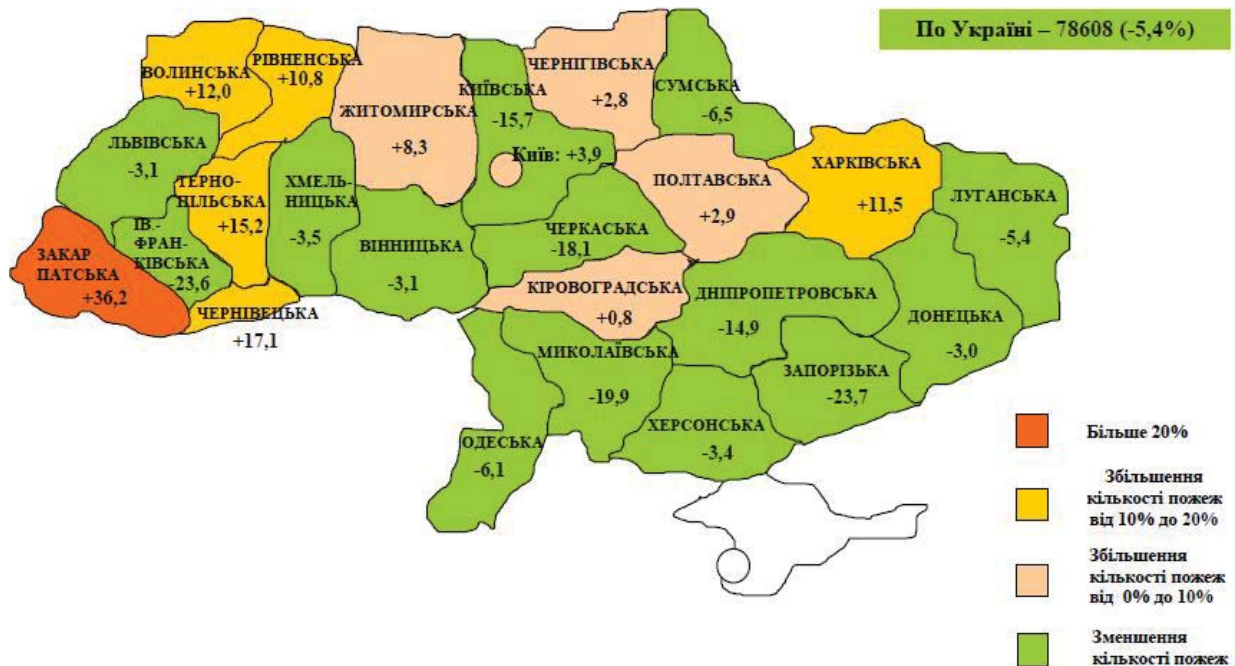 По Україні – 78608 (-5,4%)
ВОЛИНСЬКА
+12,0
РІВНЕНСЬКА
+10,8
ЖИТОМИРСЬКА
+8,3
КИЇВСЬКА
-15,7
Київ: +3,9
ЧЕРНІГІВСЬКА
+2,8
СУМСЬКА
-6,5
ЛЬВІВСЬКА
-3,1
ТЕРНО-
ПІЛЬСЬКА
+15,2
ХМЕЛЬ-
НИЦЬКА
-3,5
ПОЛТАВСЬКА
+2,9
ХАРКІВСЬКА
+11,5
ЛУГАНСЬКА
-5,4
ЗАКАР
ПАТСЬКА
+36,2
ІВ.-
ФРАН-
КІВСЬКА
-23,6
ЧЕРНІВЕЦЬКА
+17,1
ВІННИЦЬКА
-3,1
ЧЕРКАСЬКА
-18,1
КІРОВОГРАДСЬКА
+0,8
ДНІПРОПЕТРОВСЬКА
-14,9
ДОНЕЦЬКА
-3,0
МИКОЛАЇВСЬКА
-19,9
ЗАПОРІЗЬКА
-23,7
ОДЕСЬКА
-6,1
ХЕРСОНСЬКА
-3,4
Більше 20%
Збільшення
кількості пожеж
від 10% до 20%
Збільшення
кількості пожеж
від 0% до 10%
Зменшення
кількості пожеж